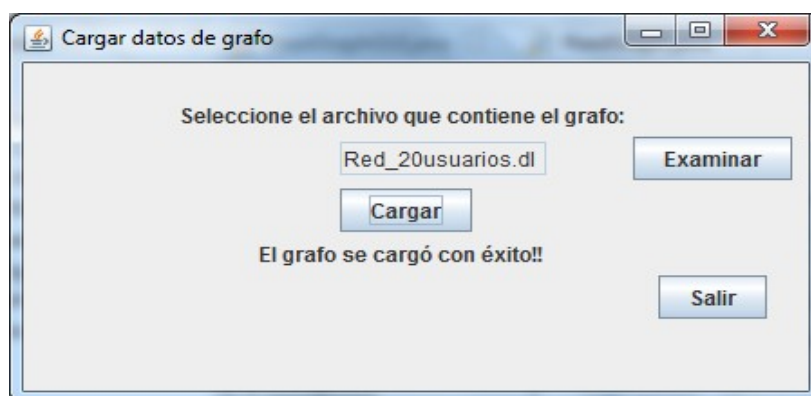 Cargar datos de grafo
Seleccione el archivo que contiene el grafo:
Red_20usuarios.dl
Examinar
Cargar
El grafo se cargó con éxito!!
Salir